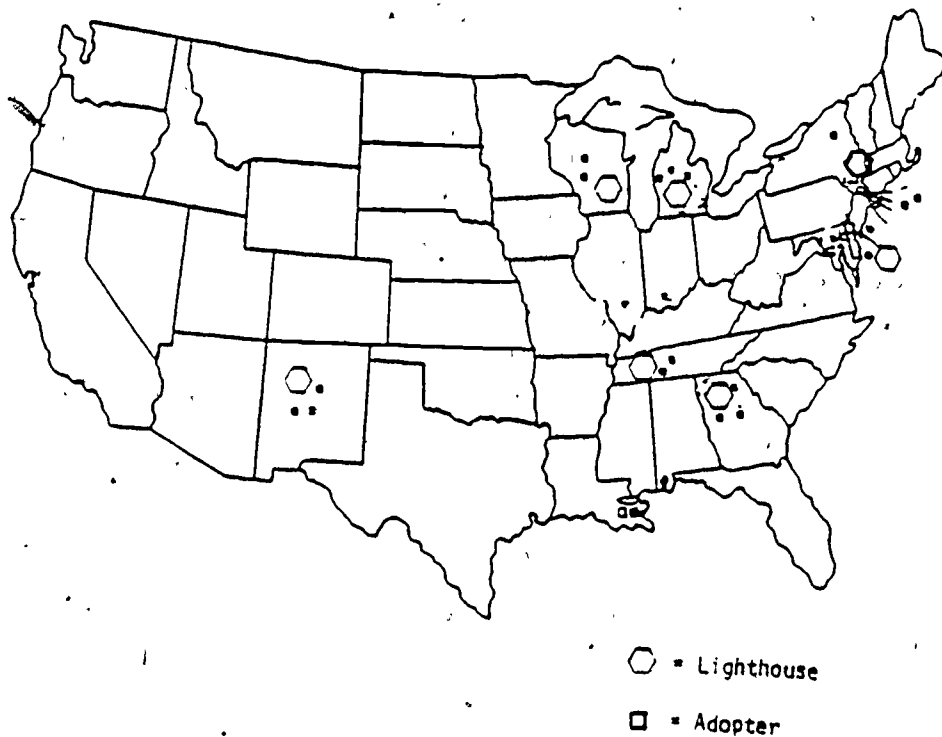 = Lighthouse
= Adopter